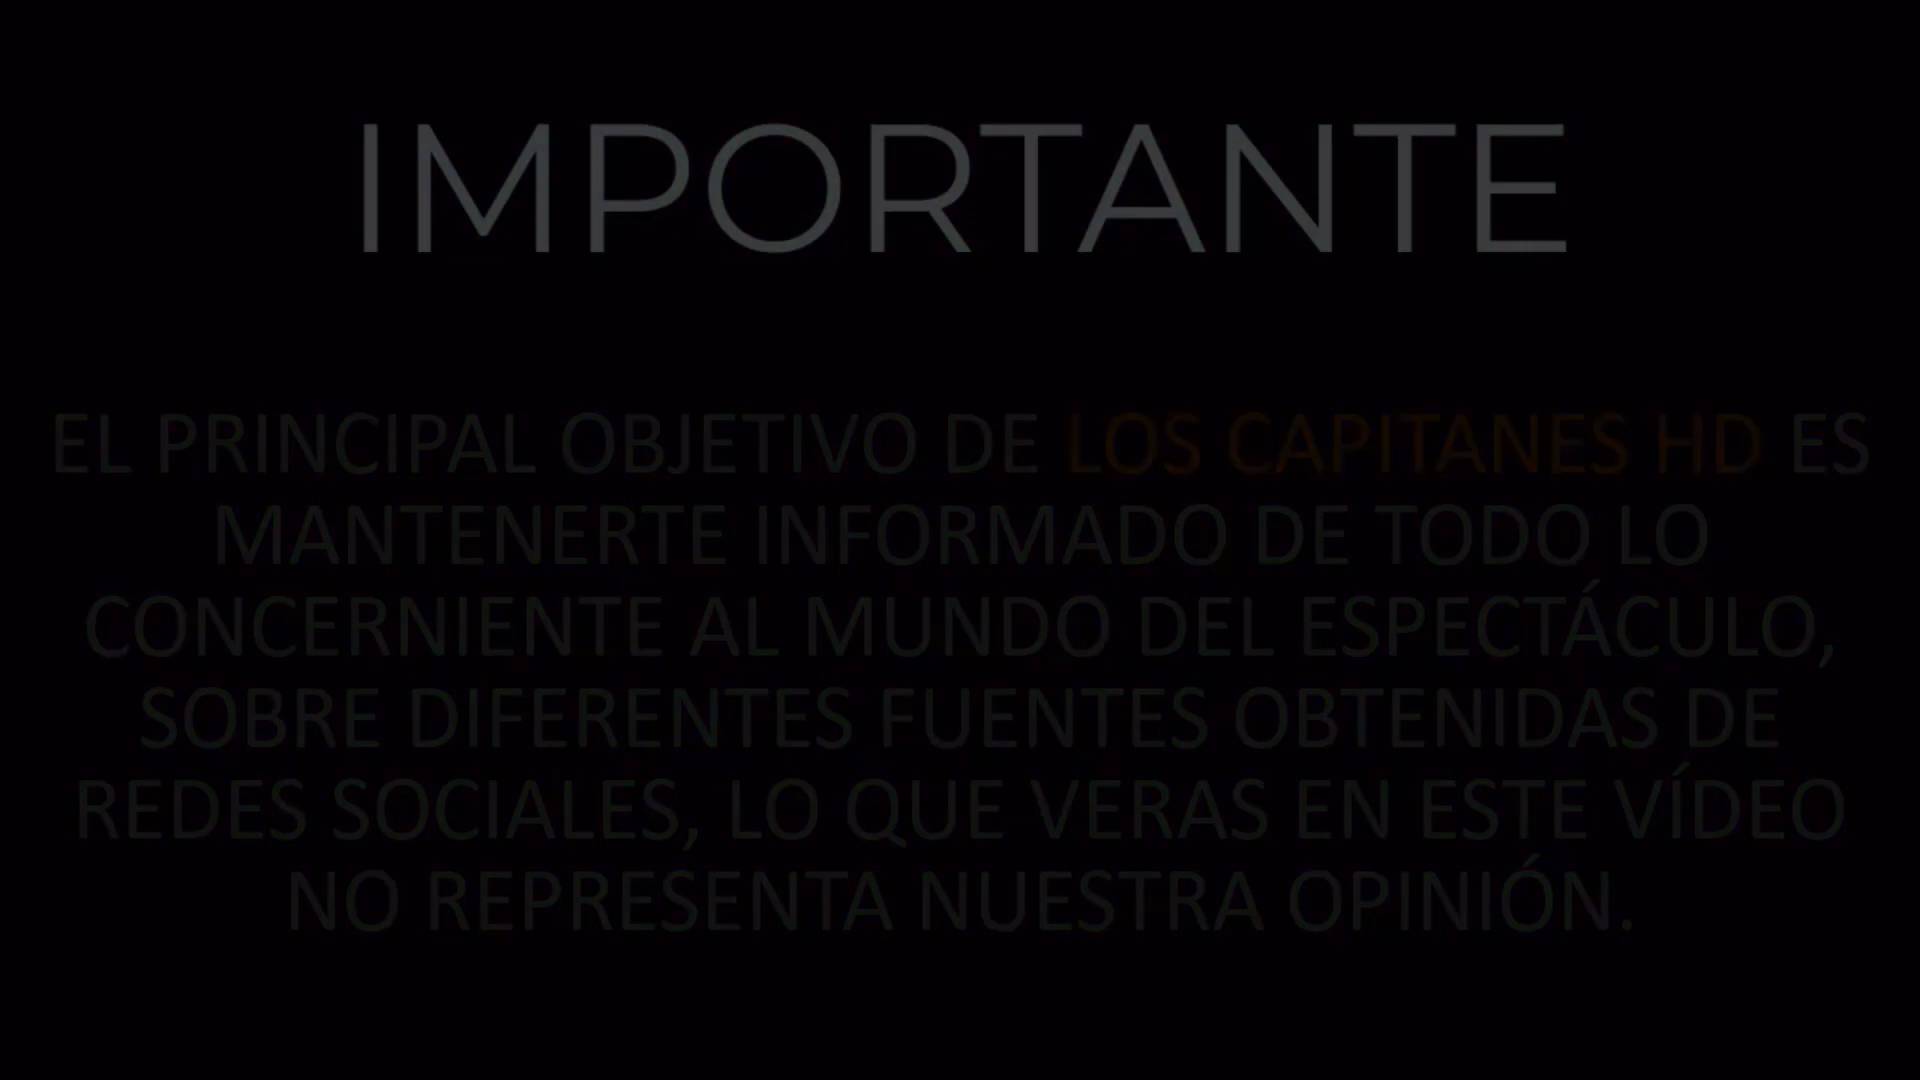 IMPORTANTE
EL PRINCIPAL OBJETIVO DE LOS CAPITANES HD ES
MANTENERTE INFORMADO DE TODO LO
CONCERNIENTE AL MUNDO DEL ESPECTÁCULO,
SOBRE DIFERENTES FUENTES OBTENIDAS DE
REDES SOCIALES, LO QUE VERAS EN ESTE VÍDEO
NO REPRESENTA NUESTRA OPINIÓN.